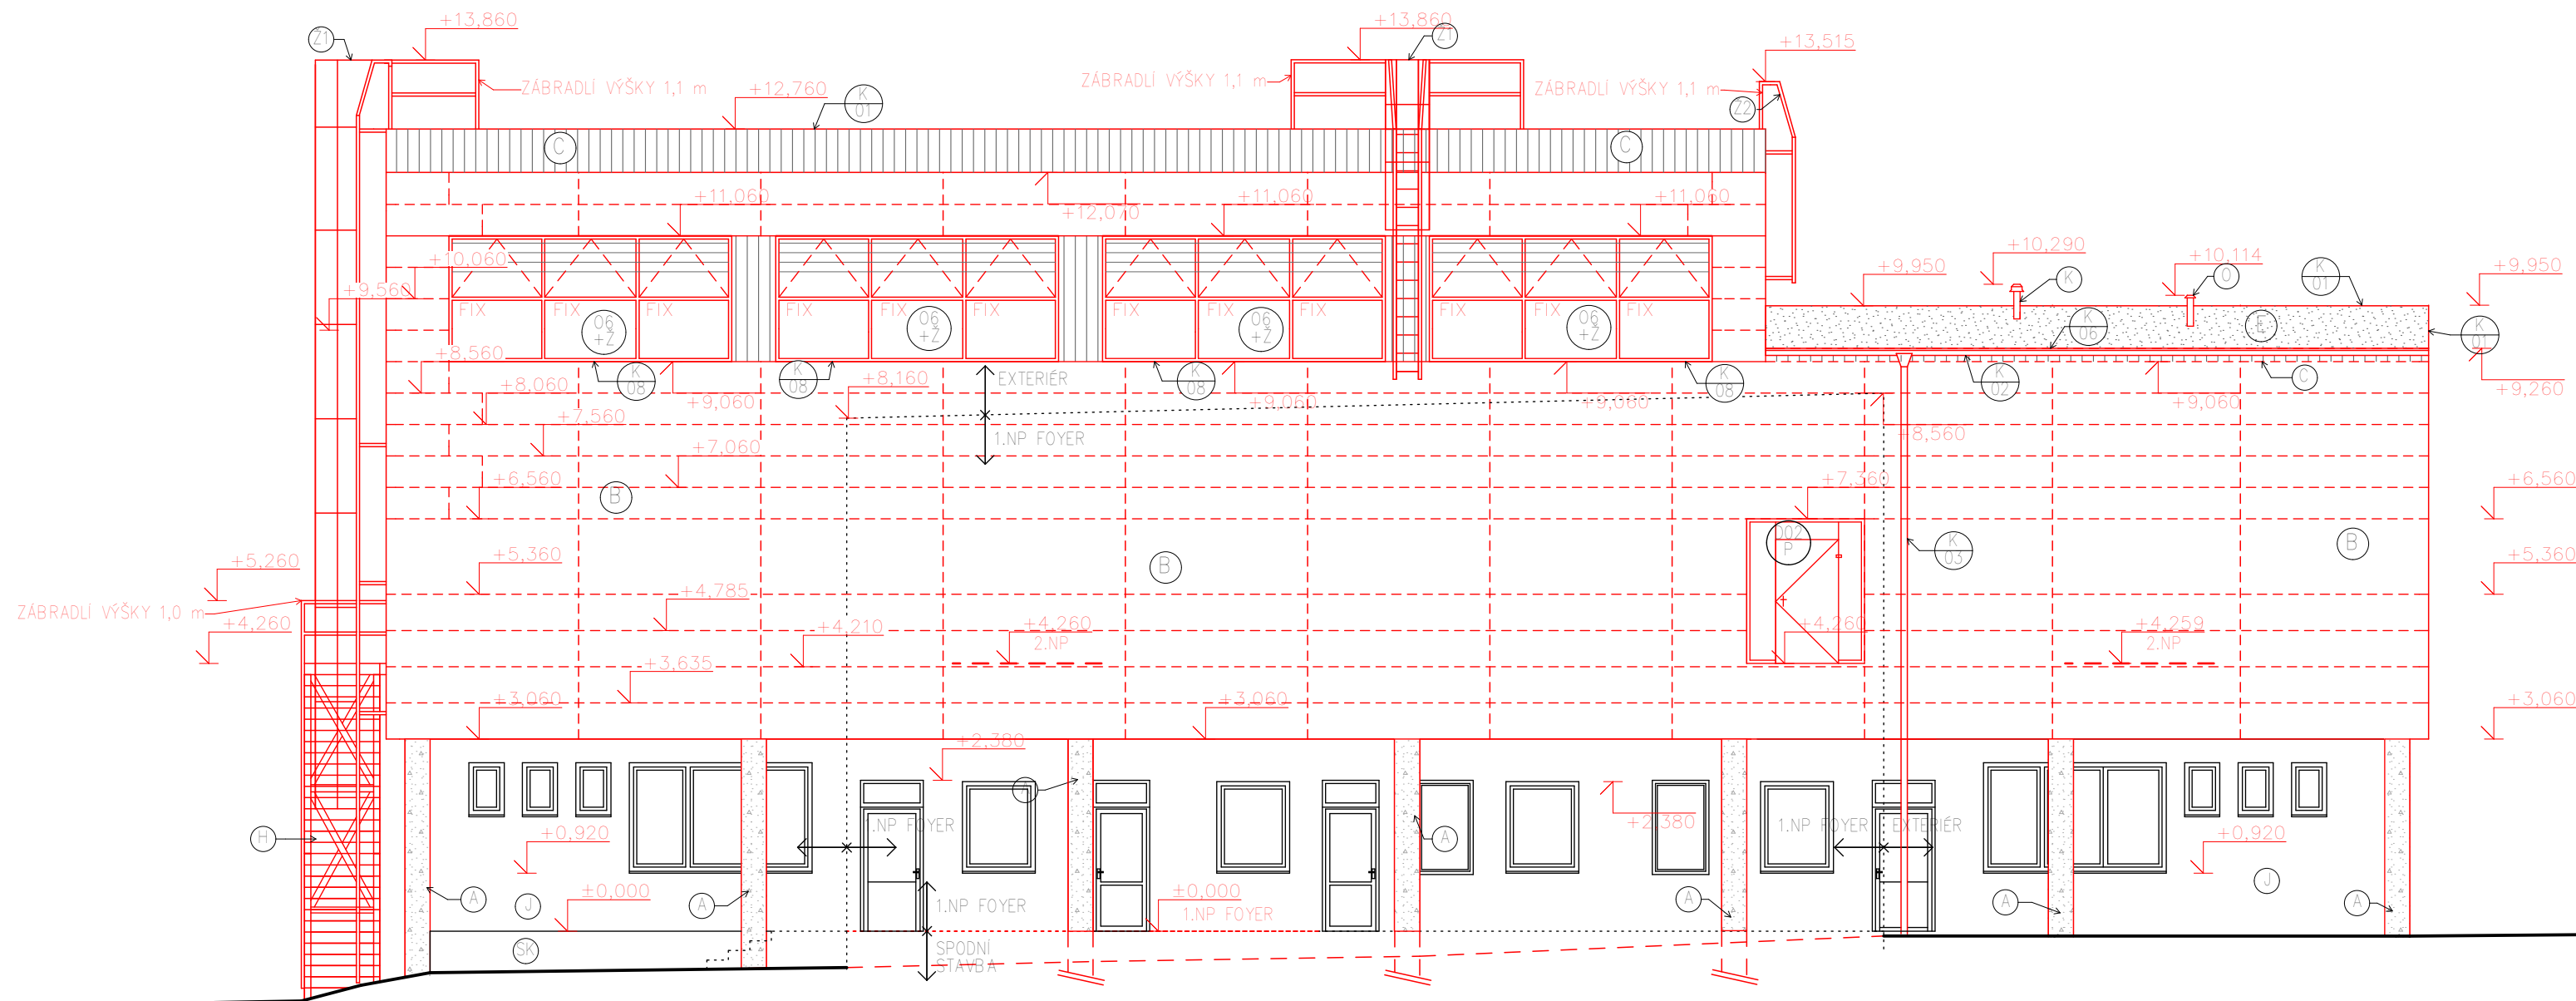 +13,860
+13,860
Ž1
Ž1
+13,515
ZÁBRADLÍ VÝŠKY 1,1 m
ZÁBRADLÍ VÝŠKY 1,1 m
ZÁBRADLÍ VÝŠKY 1,1 m
+12,760
K
01
Ž2
C
C
+11,060
+11,060
+11,060
+12,070
+10,060
+9,560
+10,290
+10,114
+9,950
+9,950
K
O
K
01
FIX
FIX
FIX
FIX
FIX
FIX
FIX
FIX
FIX
FIX
FIX
FIX
06
+Ž
06
+Ž
06
+Ž
06
+Ž
K
06
E
K
01
+8,560
K
08
K
08
K
08
K
08
K
02
C
+8,060
+9,060
+8,160
EXTERIÉR
+9,060
+9,060
+9,060
+9,260
+7,560
1.NP FOYER
+8,560
+7,060
+6,560
+7,360
+6,560
B
002
P
K
03
B
+5,260
+5,360
B
+5,360
+4,785
ZÁBRADLÍ VÝŠKY 1,0 m
+4,260
+4,210
+4,260
2.NP
+4,260
+4,259
2.NP
+3,635
+3,060
+3,060
+3,060
+2,380
A
+2,380
1.NP FOYER
1.NP FOYER
EXTERIÉR
H
+0,920
A
+0,920
A
J
A
±0,000
1.NP FOYER
±0,000
1.NP FOYER
A
A
J
A
SK
SPODNÍ
STAVBA